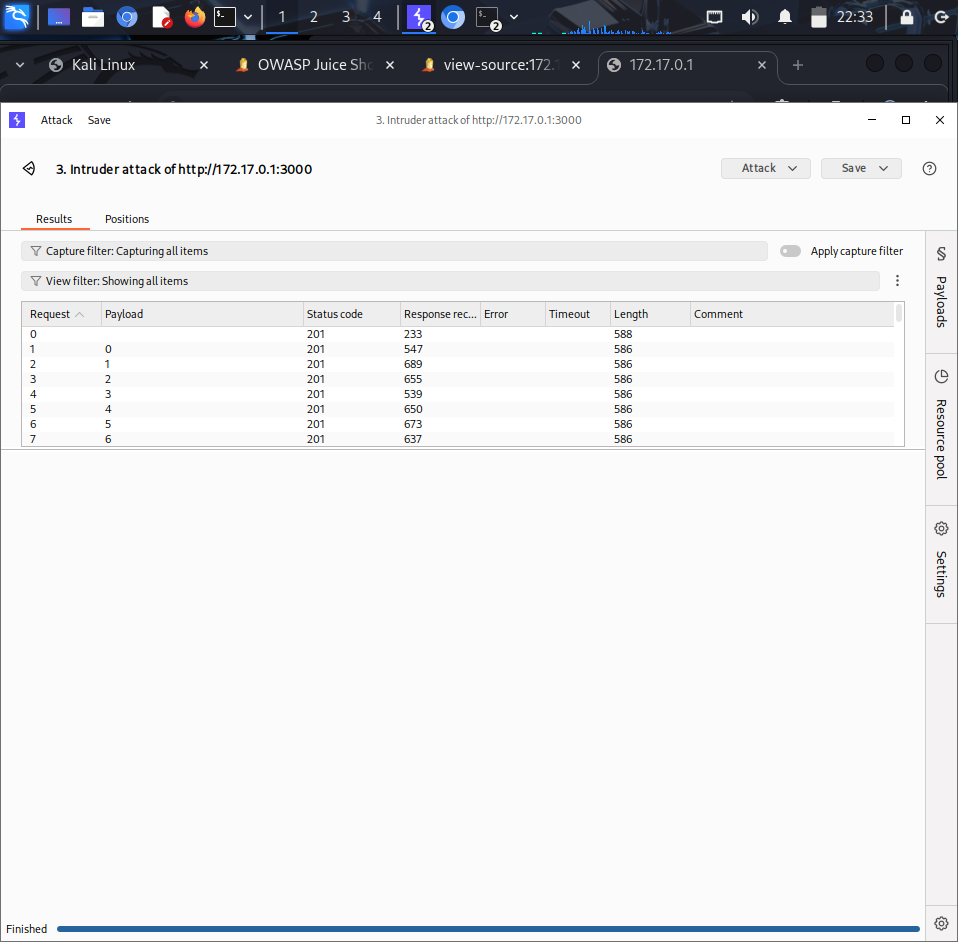 1 2 3 4 2 2 22:33
Kali Linux OWASP Juice Sho view-source:172. 172.17.0.1
Attack Save 3. Intruder attack of http://172.17.0.1:3000
3. Intruder attack of http://172.17.0.1:3000 Attack Save
Results Positions
Capture filter: Capturing all items Apply capture filter
View filter: Showing all items
Request Payload Status code Response rec... Error Timeout Length Comment
0 201 233 588
1 0 201 547 586
2 1 201 689 586
3 2 201 655 586
4 3 201 539 586
5 4 201 650 586
6 5 201 673 586
7 6 201 637 586
Payloads
Resource pool
Settings
Finished